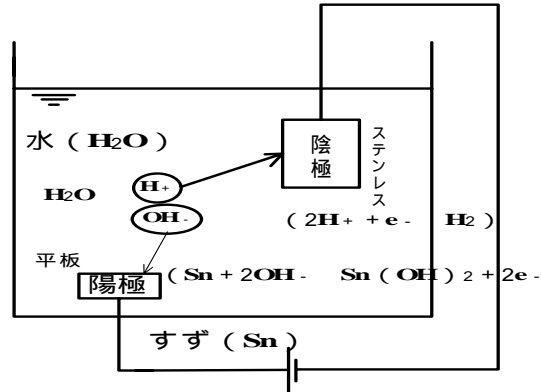 水(H2O)
陰極
ステンレス
H2O
H+
OH-
(2H+ +e- H2)
平板
陽極
(Sn+2OH- Sn(OH)2+2e-
すず(Sn)